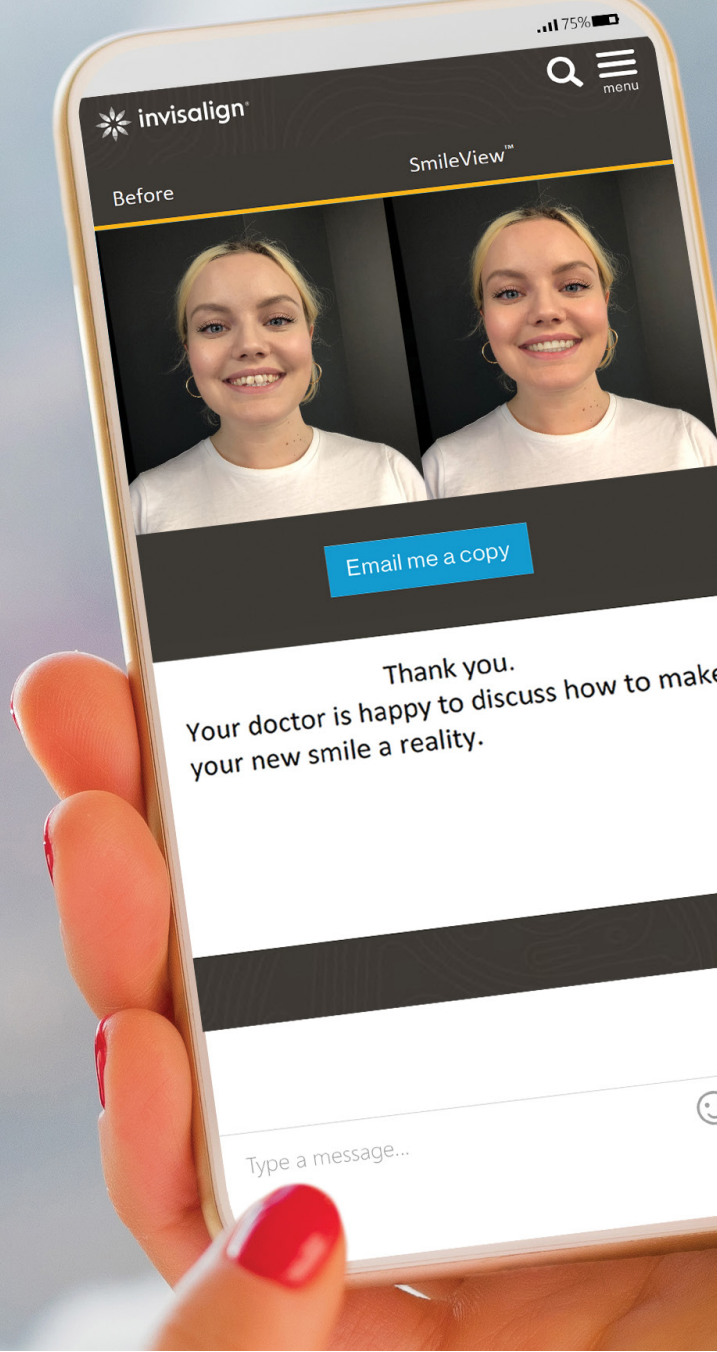 75%
invisalign®
menu
Before
SmileView™
Email me a copy
Thank you.
Your doctor is happy to discuss how to make
your new smile a reality.
Type a message...